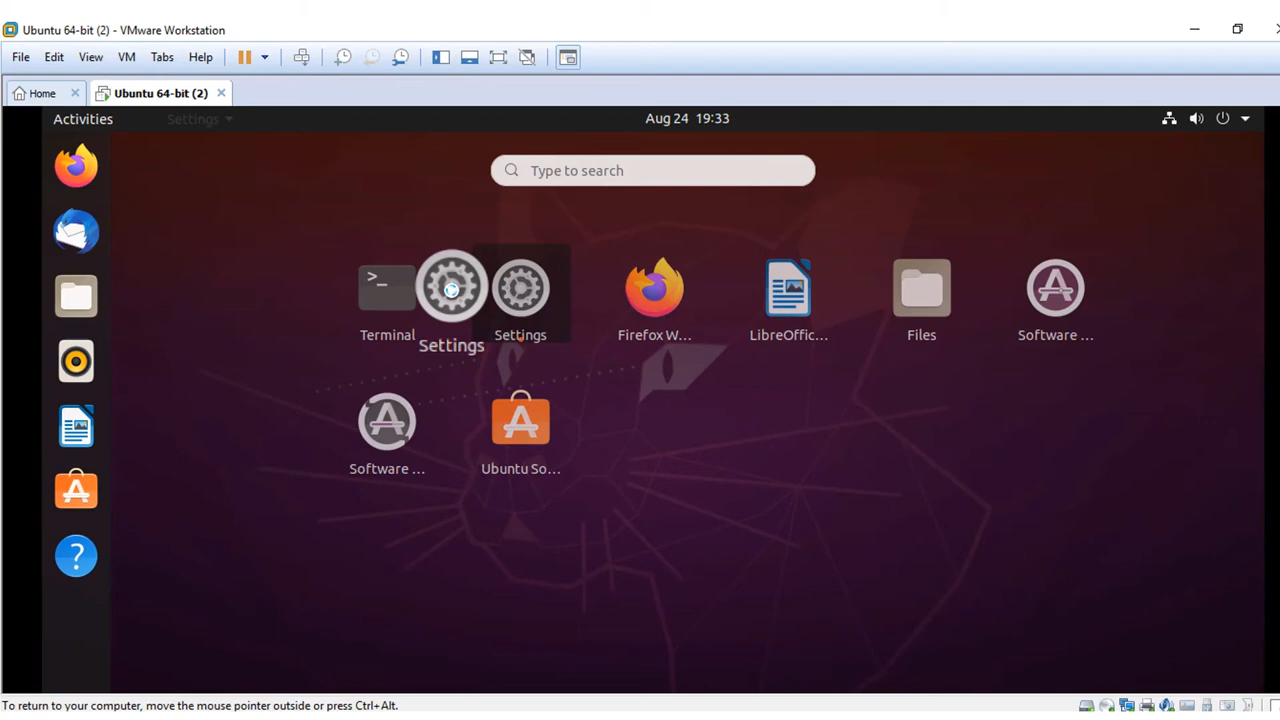 Ubuntu 64-bit (2) - VMware Workstation
File Edit View VM Tabs Help
Home
Ubuntu 64-bit (2)
Activities
Settings
Aug 24 19:33
Type to search
Terminal
Settings
Settings
Firefox W...
LibreOffic...
Files
Software ...
Software ...
Ubuntu So...
To return to your computer, move the mouse pointer outside or press Ctrl+Alt.